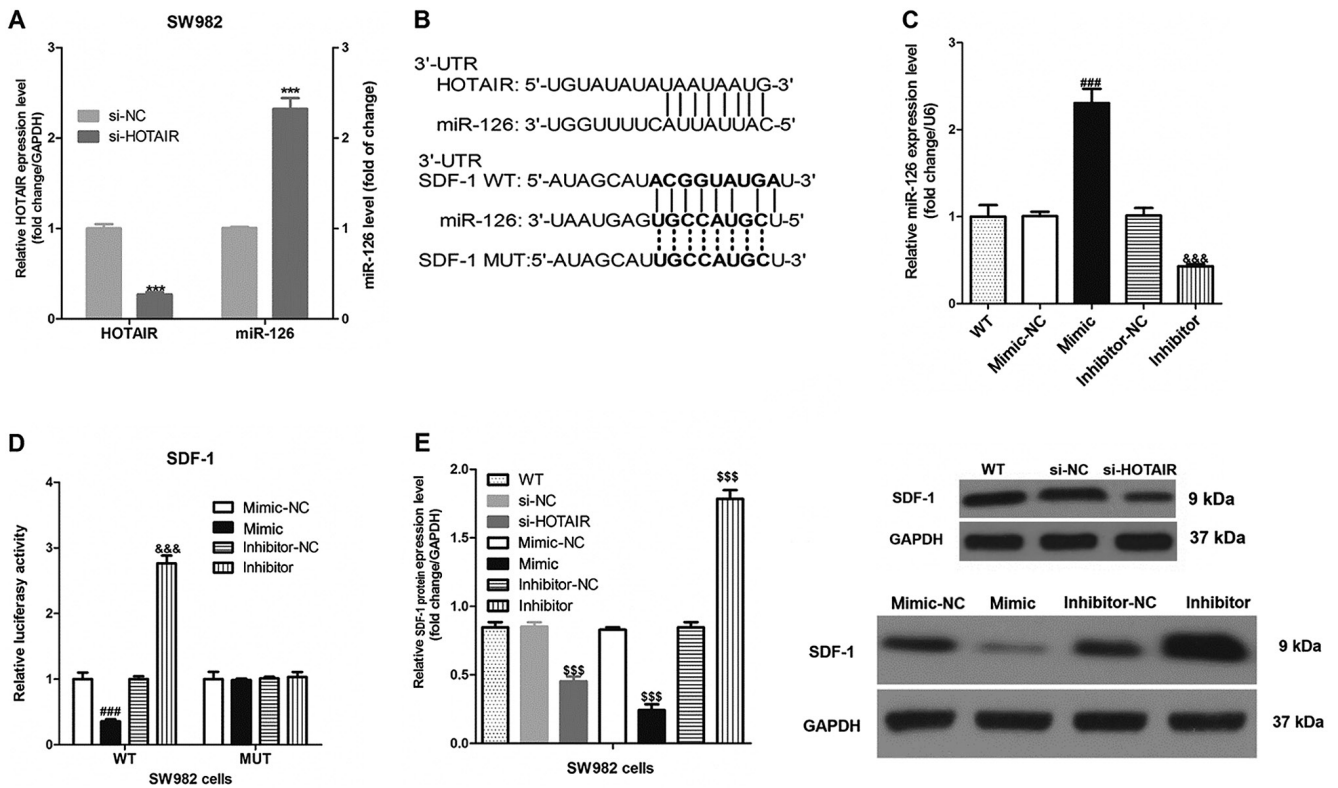 A
SW982
Relative HOTAIR epression level
(fold change/GAPDH)
3
2
1
0
si-NC
si-HOTAIR
***
***
3
2
1
0
miR-126 level (fold of change)
HOTAIR
miR-126
B
3'-UTR
HOTAIR: 5'-UGUAUAUAUAAUAAUG-3'
miR-126: 3'-UGGUUUUCAUUAUUAC-5'
3'-UTR
SDF-1 WT: 5'-AUAGCAUACGGUAUGAU-3'
miR-126: 3'-UAAUGAGUGCCAUGCU-5'
SDF-1 MUT:5'-AUAGCAUUGCCAUGCU-3'
C
Relative miR-126 expression level
(fold change/U6)
3
2
1
0
###
&&&
WT
Mimic-NC
Mimic
Inhibitor-NC
Inhibitor
D
SDF-1
Relative luciferasy activity
4
3
2
1
0
Mimic-NC
Mimic
Inhibitor-NC
Inhibitor
###
&&&
WT
MUT
SW982 cells
E
Relative SDF-1 protein epression level
(fold change/GAPDH)
2.0
1.5
1.0
0.5
0.0
WT
si-NC
si-HOTAIR
Mimic-NC
Mimic
Inhibitor-NC
Inhibitor
$$$
$$$
$$$
SW982 cells
WT si-NC si-HOTAIR
SDF-1 9 kDa
GAPDH 37 kDa
Mimic-NC Mimic Inhibitor-NC Inhibitor
SDF-1 9 kDa
GAPDH 37 kDa